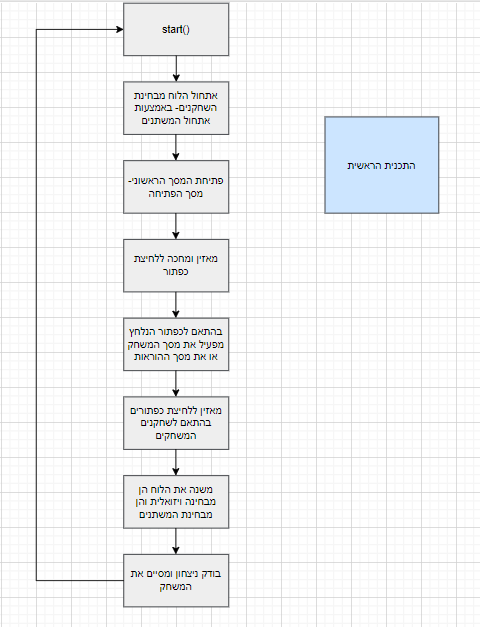 start()
אתחול הלוח מבחינת
השחקנים- באמצעות
אתחול המשתנים
התכנית הראשית
פתיחת המסך הראשוני-
מסך הפתיחה
מאזין ומחכה ללחיצת
כפתור
בהתאם לכפתור הנלחץ
מפעיל את מסך המשחק
או את מסך ההוראות
מאזין ללחיצת כפתורים
בהתאם לשחקנים
המשחקים
משנה את הלוח הן
מבחינה ויזואלית והן
מבחינת המשתנים
בודק ניצחון ומסיים את
המשחק